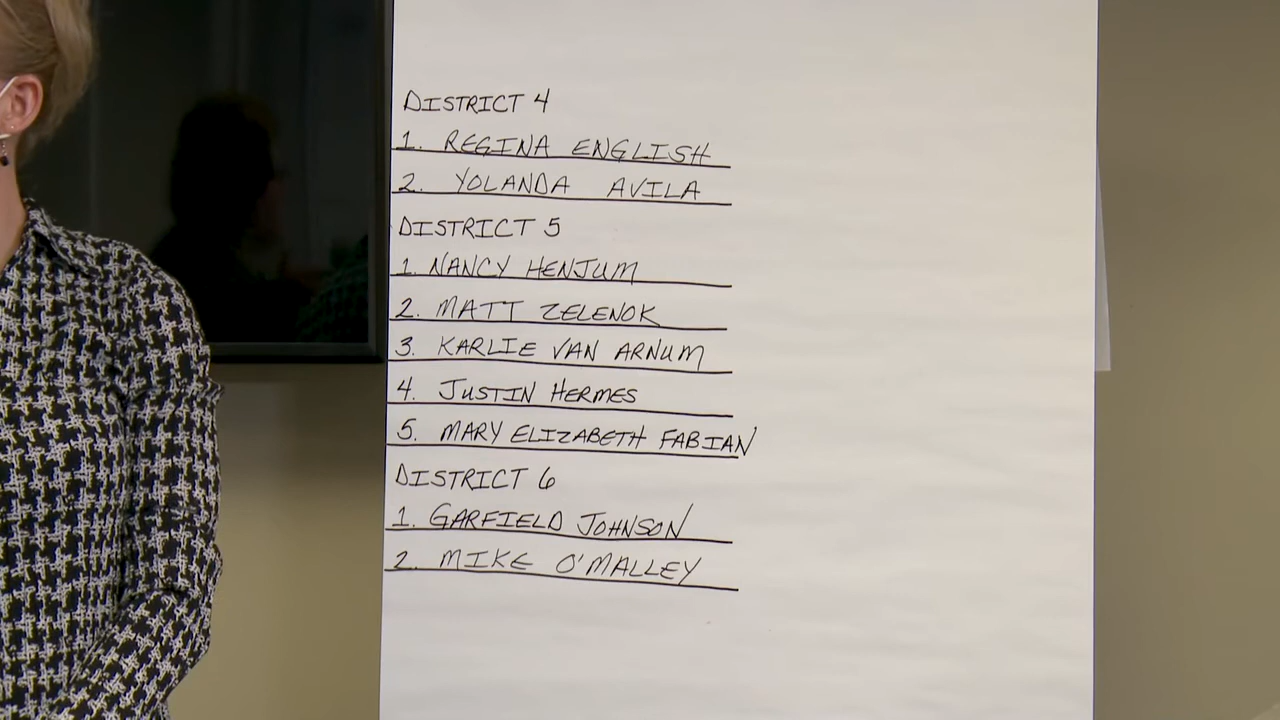 DISTRICT 4
1. REGINA ENGLISH
2. YOLANDA AVILA
DISTRICT 5
1. NANCY HENJUM
2. MATT ZELENOK
3. KARLIE VAN ARNUM
4. JUSTIN HERMES
5. MARY ELIZABETH FABIAN
DISTRICT 6
1. GARFIELD JOHNSON
2. MIKE O'MALLEY